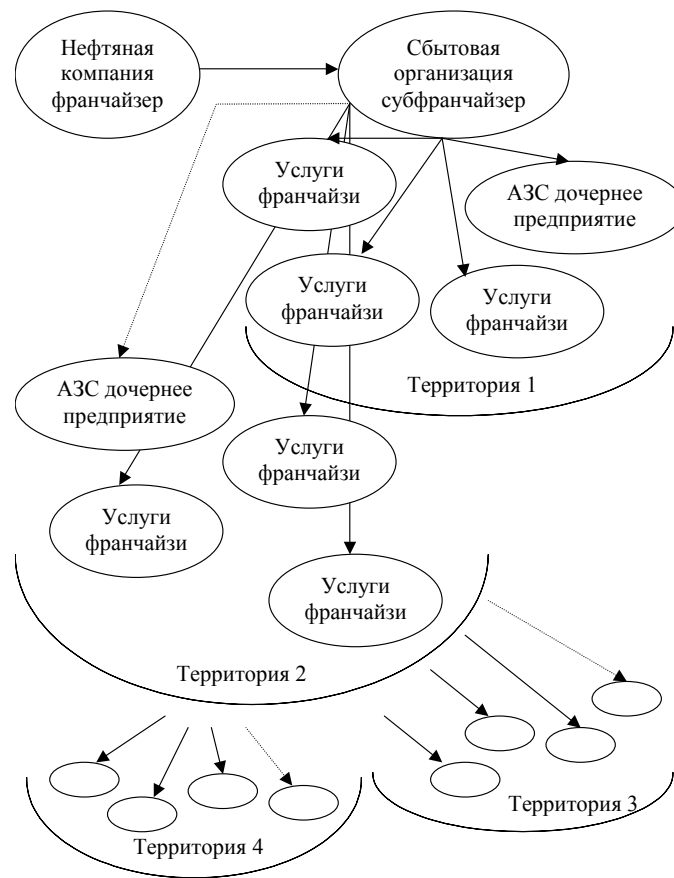 Нефтяная
компания
франчайзер
Сбытовая
организация
субфранчайзер
Услуги
франчайзи
АЗС дочернее
предприятие
Услуги
франчайзи
Услуги
франчайзи
Территория 1
АЗС дочернее
предприятие
Услуги
франчайзи
Услуги
франчайзи
Услуги
франчайзи
Территория 2
Территория 3
Территория 4